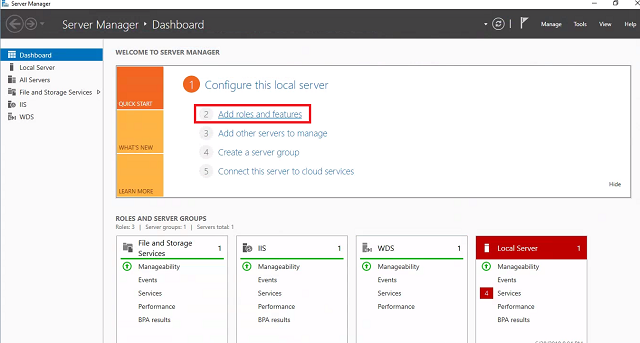 Server Manager
Server Manager • Dashboard
Manage Tools View Help
Dashboard
Local Server
All Servers
File and Storage Services
IIS
WDS
WELCOME TO SERVER MANAGER
QUICK START
WHAT'S NEW
LEARN MORE
1 Configure this local server
2 Add roles and features
3 Add other servers to manage
4 Create a server group
5 Connect this server to cloud services
Hide
ROLES AND SERVER GROUPS
Roles: 3 | Server groups: 1 | Servers total: 1
File and Storage Services 1
Manageability
Events
Services
Performance
BPA results
IIS 1
Manageability
Events
Services
Performance
BPA results
WDS 1
Manageability
Events
Services
Performance
BPA results
Local Server 1
Manageability
Events
4 Services
Performance
BPA results